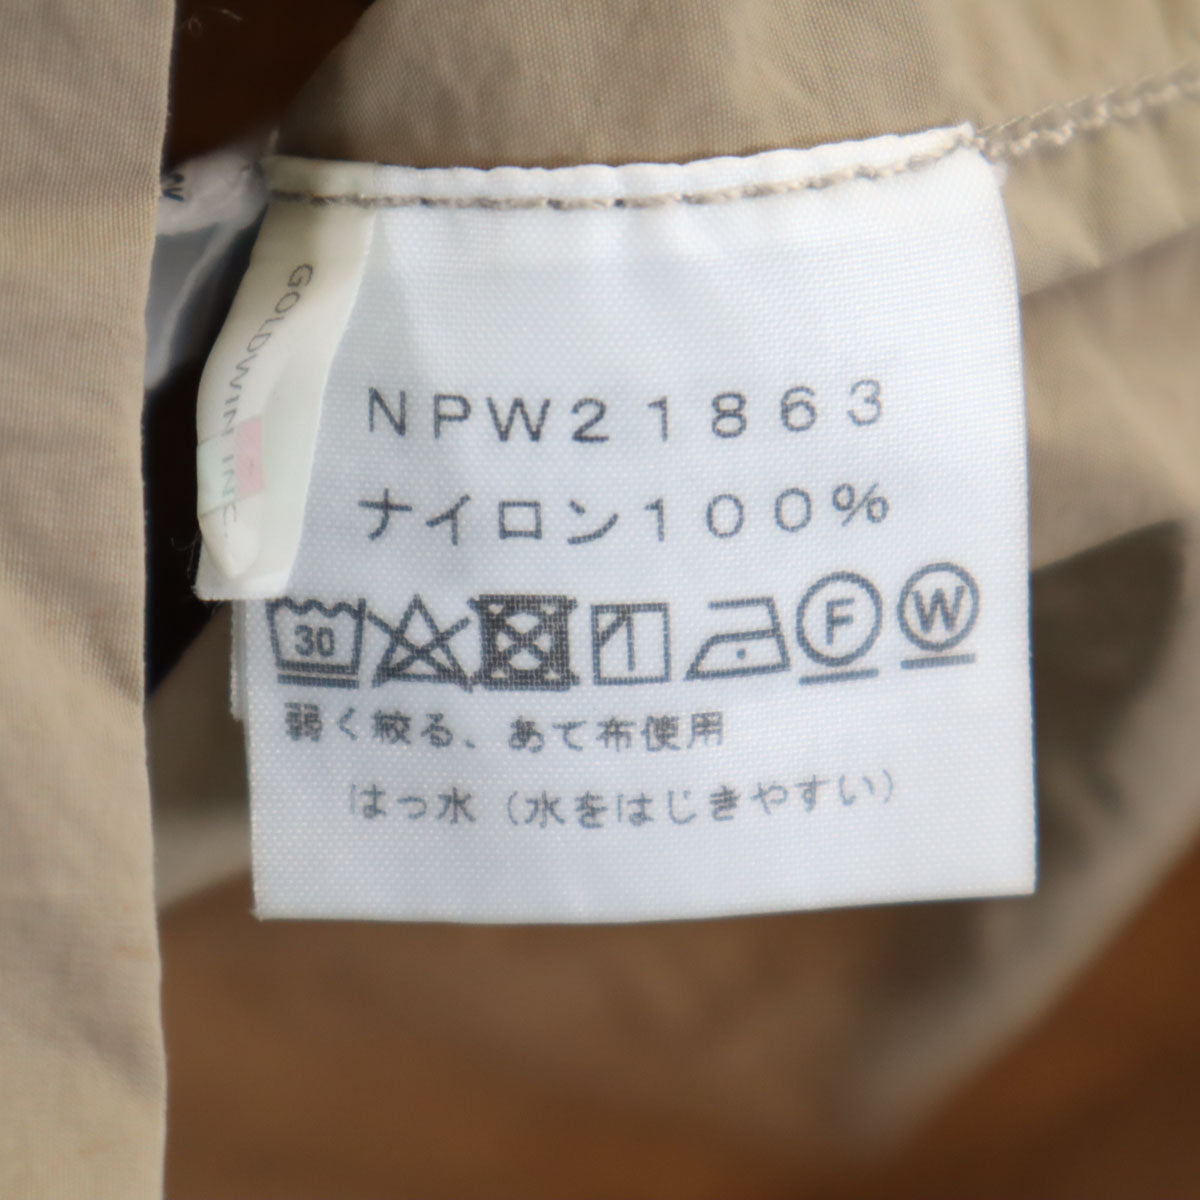 GOLDWIN INC
NPW21863
ナイロン100%
30 F W
弱く絞る、あて布使用
はっ水（水をはじきやすい）